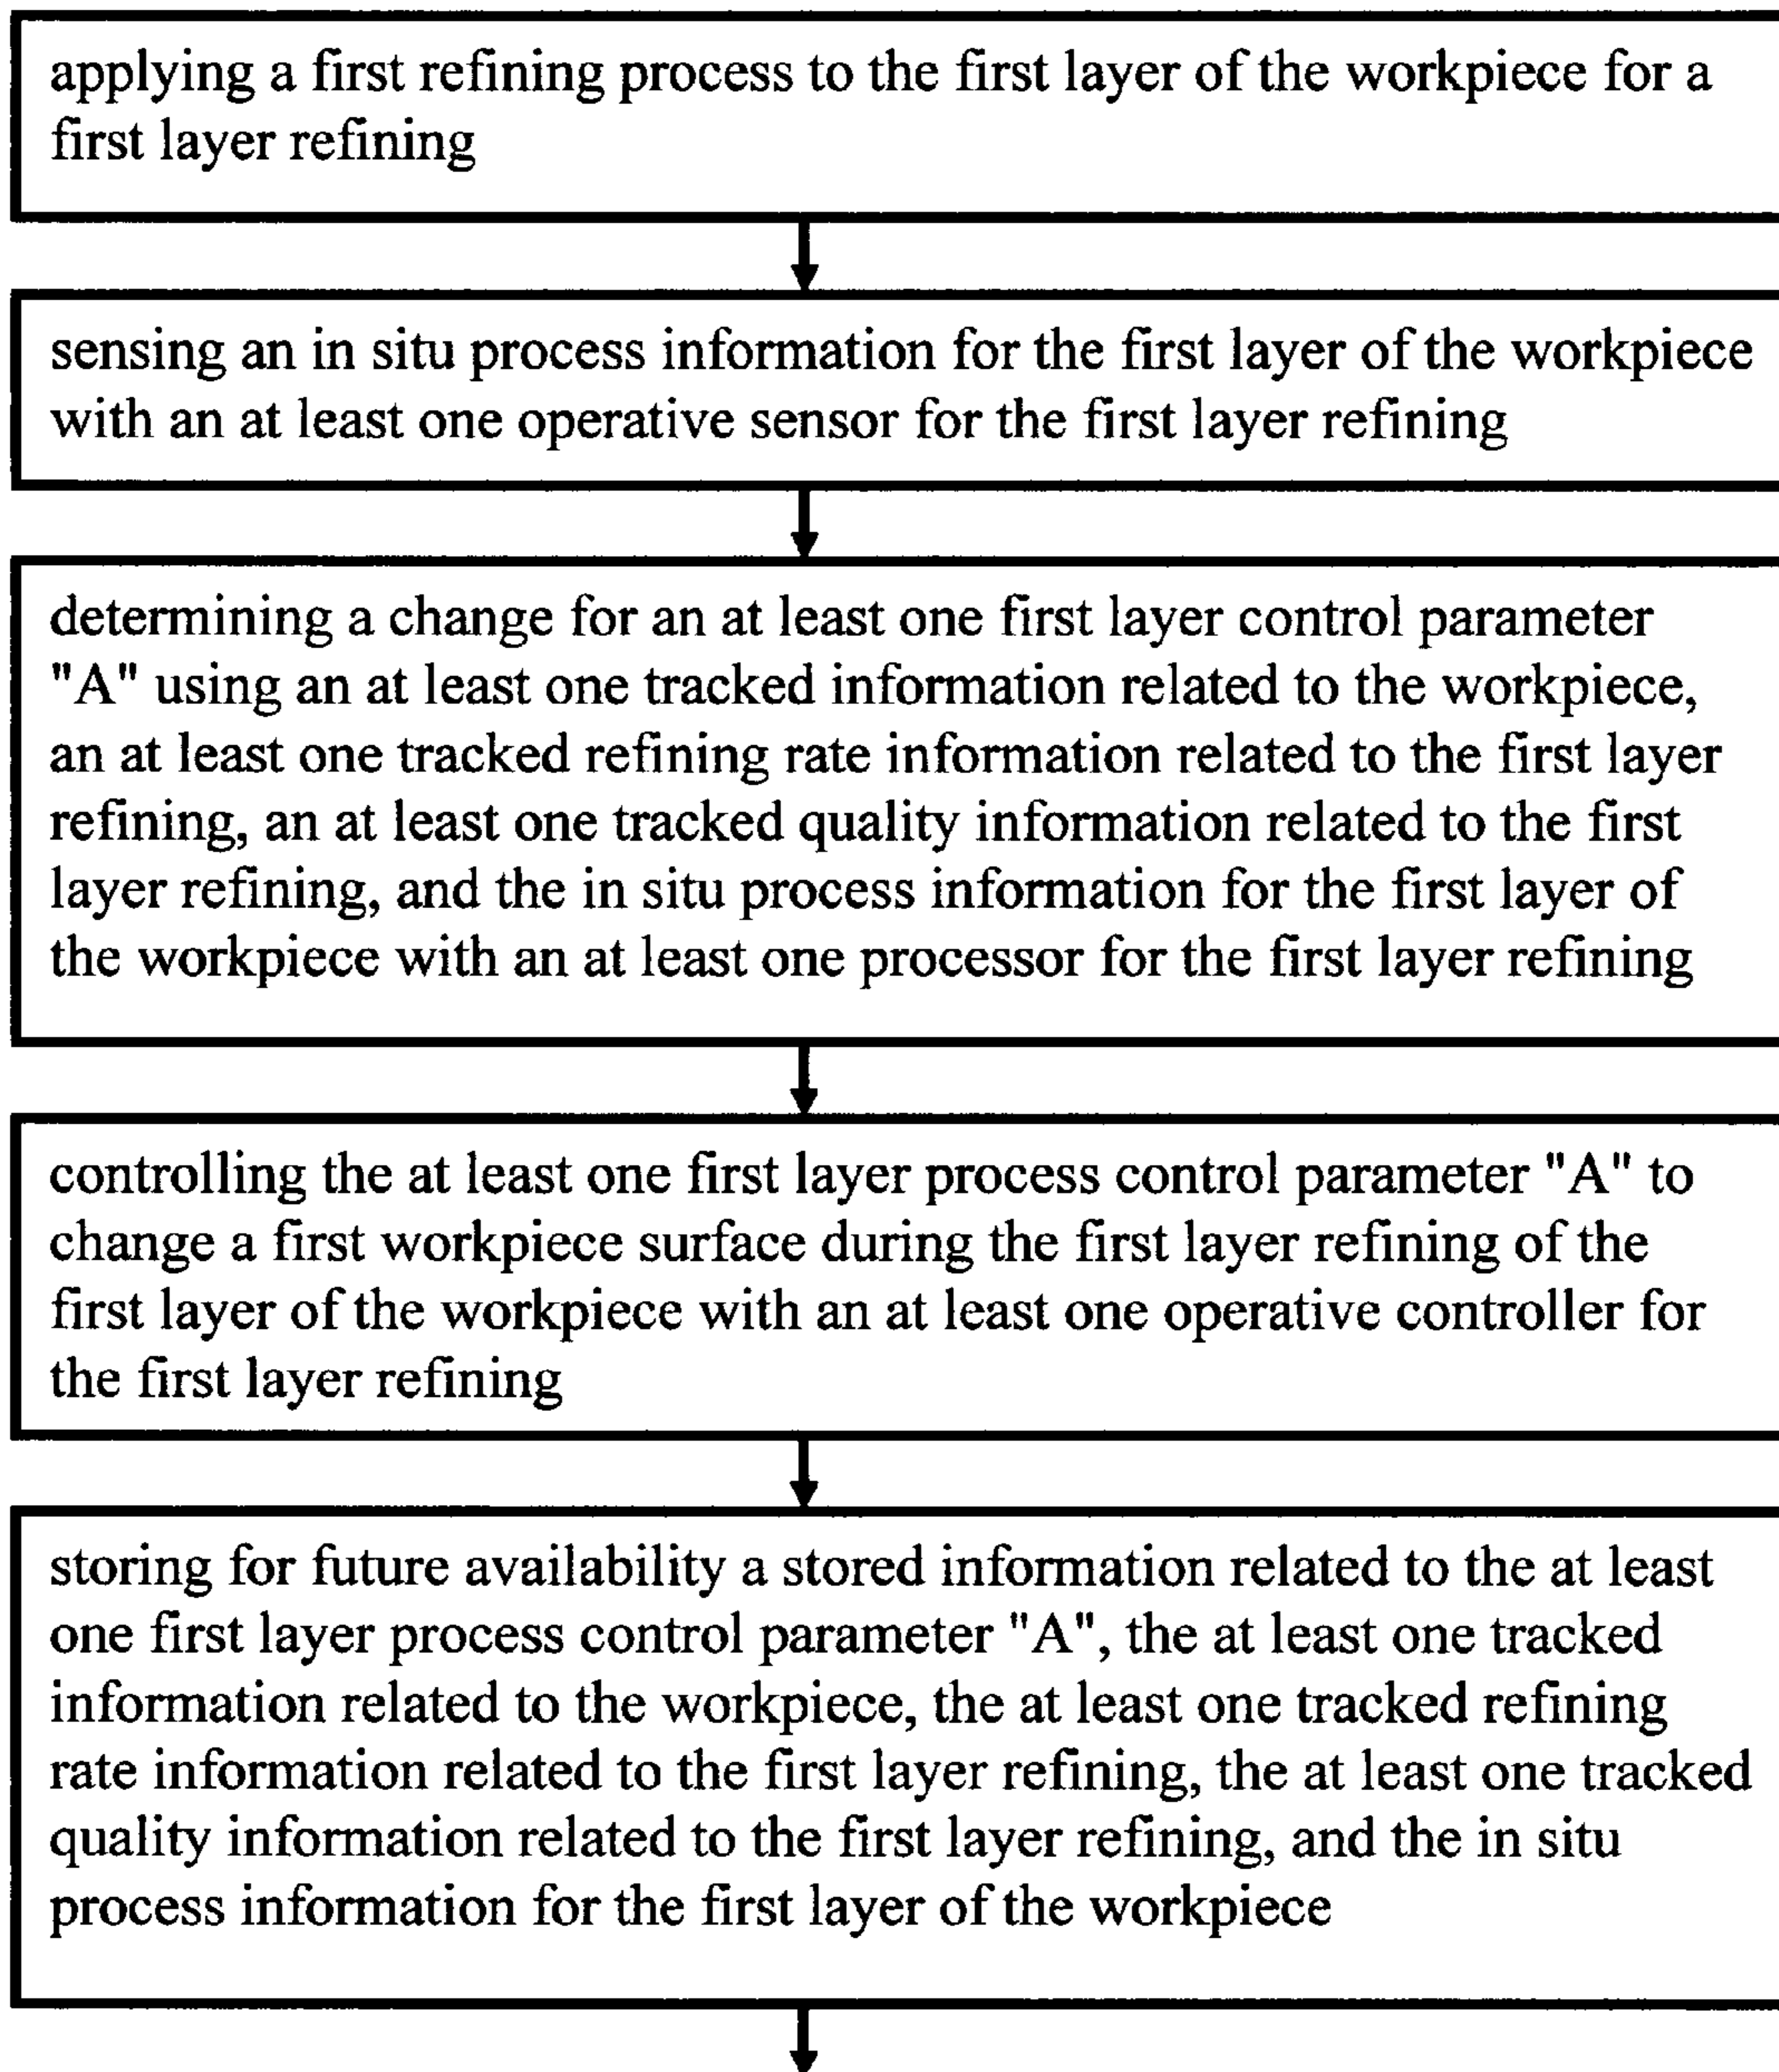 applying a first refining process to the first layer of the workpiece for a
first layer refining
sensing an in situ process information for the first layer of the workpiece
with an at least one operative sensor for the first layer refining
determining a change for an at least one first layer control parameter
"A" using an at least one tracked information related to the workpiece,
an at least one tracked refining rate information related to the first layer
refining, an at least one tracked quality information related to the first
layer refining, and the in situ process information for the first layer of
the workpiece with an at least one processor for the first layer refining
controlling the at least one first layer process control parameter "A" to
change a first workpiece surface during the first layer refining of the
first layer of the workpiece with an at least one operative controller for
the first layer refining
storing for future availability a stored information related to the at least
one first layer process control parameter "A", the at least one tracked
information related to the workpiece, the at least one tracked refining
rate information related to the first layer refining, the at least one tracked
quality information related to the first layer refining, and the in situ
process information for the first layer of the workpiece